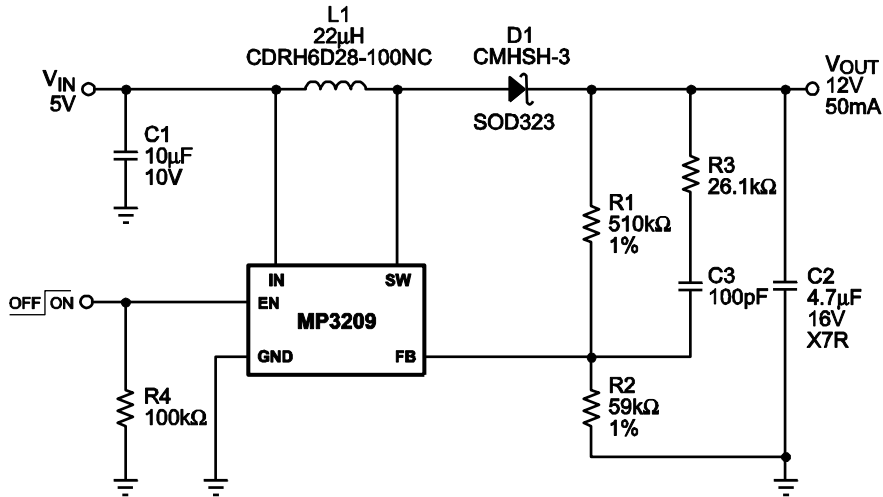 L1
22µH
CDRH6D28-100NC
D1
CMHSH-3
SOD323
VIN
5V
VOUT
12V
50mA
C1
10µF
10V
R3
26.1kΩ
R1
510kΩ
1%
C3
100pF
C2
4.7µF
16V
X7R
IN
SW
OFF ON
EN
MP3209
GND
FB
R4
100kΩ
R2
59kΩ
1%